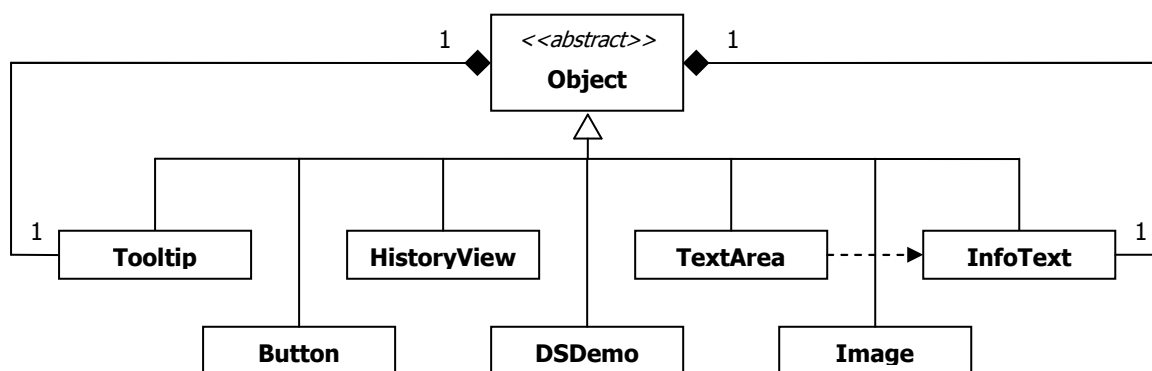 1
<<abstract>>
1
Object
1
Tooltip
HistoryView
TextArea
InfoText
1
Button
DSDemo
Image